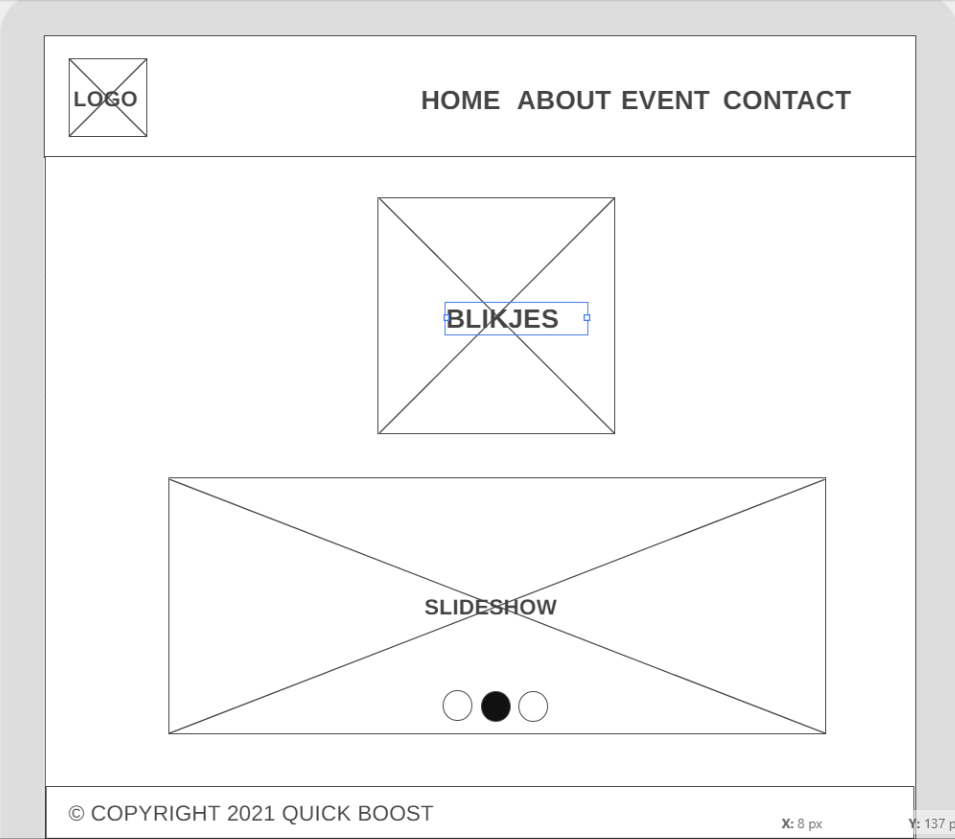 LOGO
HOME ABOUT EVENT CONTACT
BLIKJES
SLIDESHOW
© COPYRIGHT 2021 QUICK BOOST
X: 8 px Y: 137 p